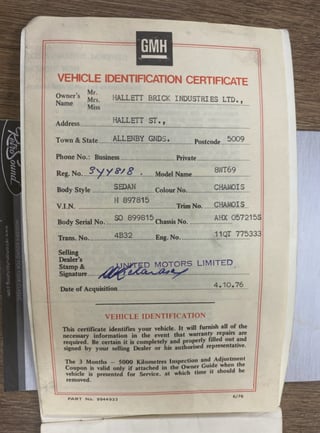 GMH
VEHICLE IDENTIFICATION CERTIFICATE
Owner's Name Mr. Mrs. Miss HALLETT BRICK INDUSTRIES LTD.,
Address HALLETT ST.,
Town & State ALLENBY GNDS. Postcode 5009
Phone No.: Business Private
Reg. No. Model Name 8WT69
Body Style SEDAN Colour No. CHAMOIS
V.I.N. H 897815 Trim No. CHAMOIS
Body Serial No. SO 899815 Chassis No. AHX 057215S
Trans. No. 4B32 Eng. No. 11QT 775333
Selling
Dealer's
Stamp &
Signature UNITED MOTORS LIMITED
Date of Acquisition 4.10.76
VEHICLE IDENTIFICATION
This certificate identifies your vehicle. It will furnish all of the
necessary information in the event that warranty repairs are
required. Be certain it is completely and properly filled out and
signed by your selling Dealer or his authorised representative.
The 3 Months — 5000 Kilometres Inspection and Adjustment
Coupon is valid only if attached in the Owner Guide when the
vehicle is presented for Service, at which time it should be
removed.
PART No. 9944933 6/76